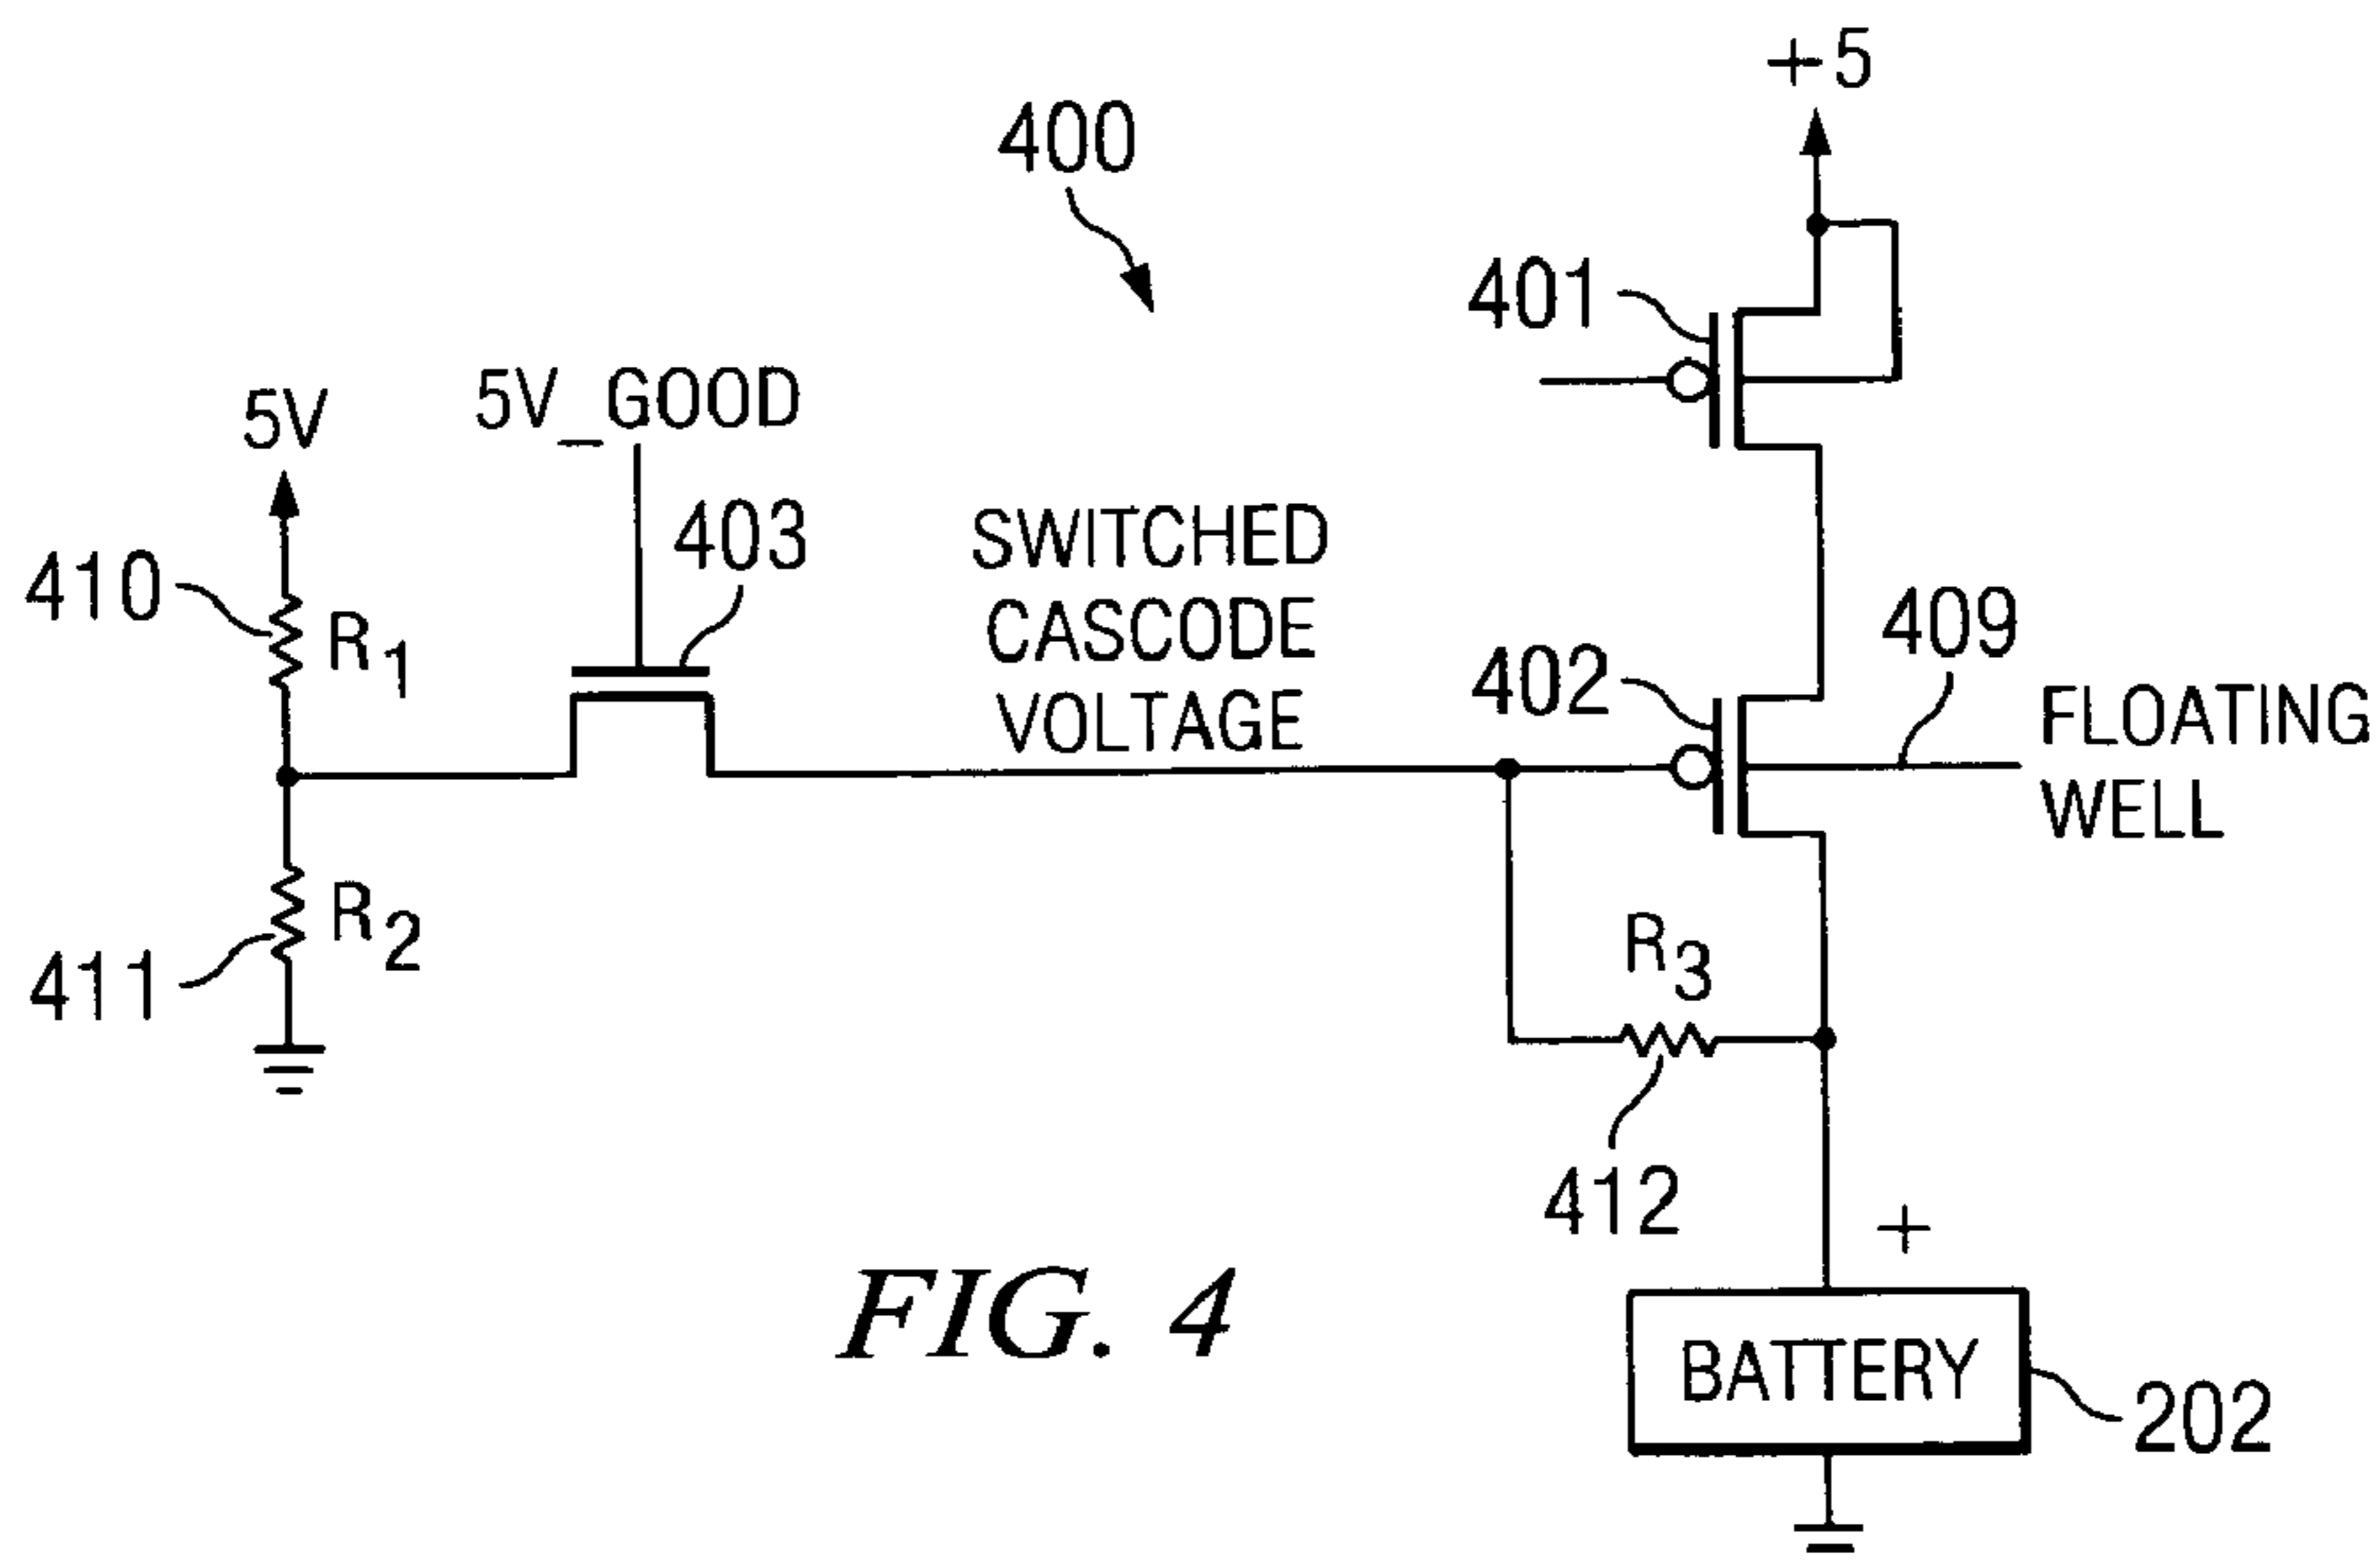 +5
400
401
5V
5V_GOOD
403
SWITCHED
CASCODE
VOLTAGE
410
R1
402
409
FLOATING
WELL
R2
411
R3
412
+
BATTERY
202
FIG. 4